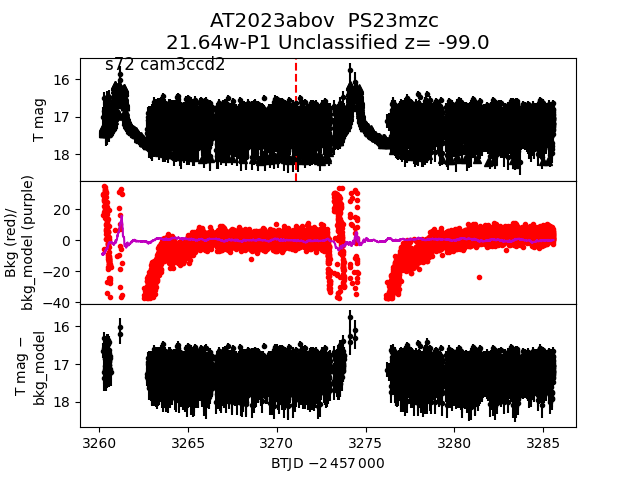 AT2023abov  PS23mzc
21.64w-P1 Unclassified z= -99.0
s72 cam3ccd2
16
17
18
T mag
20
0
−20
−40
Bkg (red)/
bkg_model (purple)
16
17
18
T mag −
bkg_model
3260
3265
3270
3275
3280
3285
BTJD −2 457 000